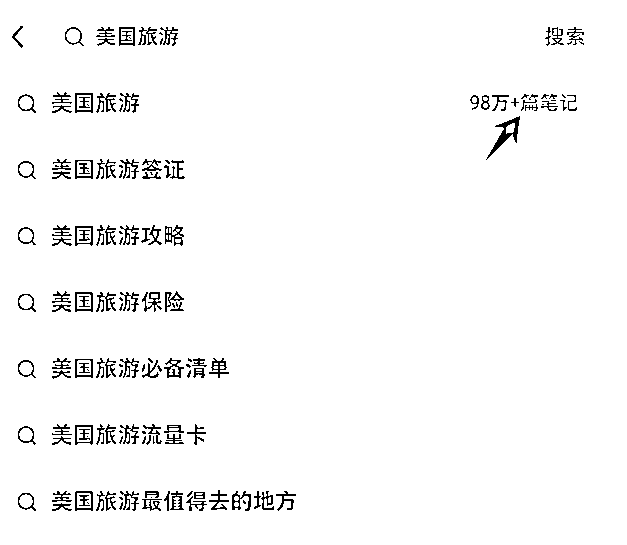 美国旅游 搜索
美国旅游 98万+篇笔记
美国旅游签证
美国旅游攻略
美国旅游保险
美国旅游必备清单
美国旅游流量卡
美国旅游最值得去的地方